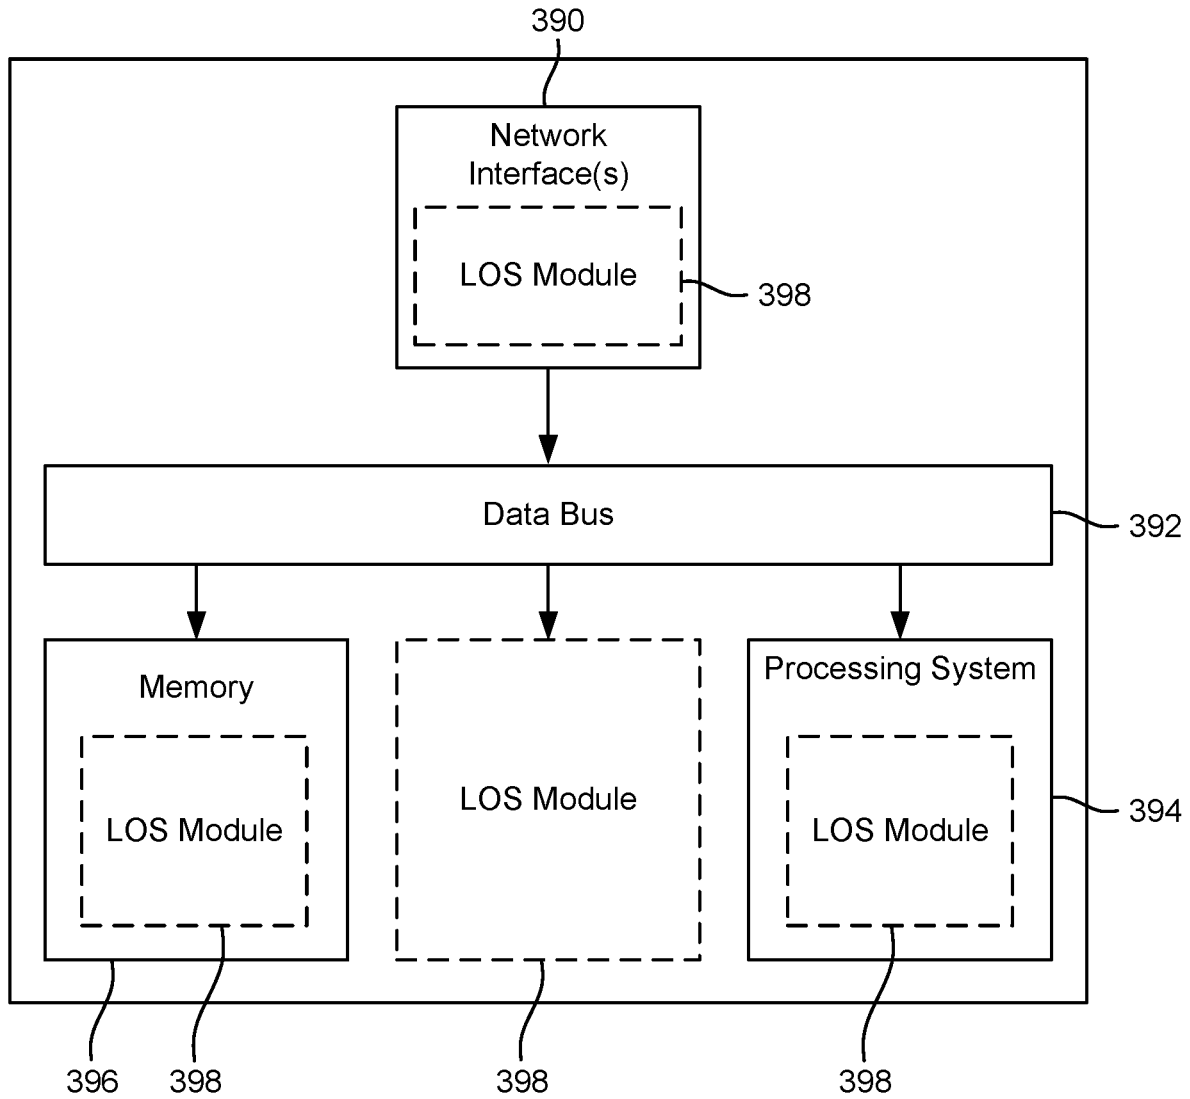 390
Network
Interface(s)
LOS Module
398
Data Bus
392
Memory
LOS Module
LOS Module
Processing System
LOS Module
394
396
398
398
398